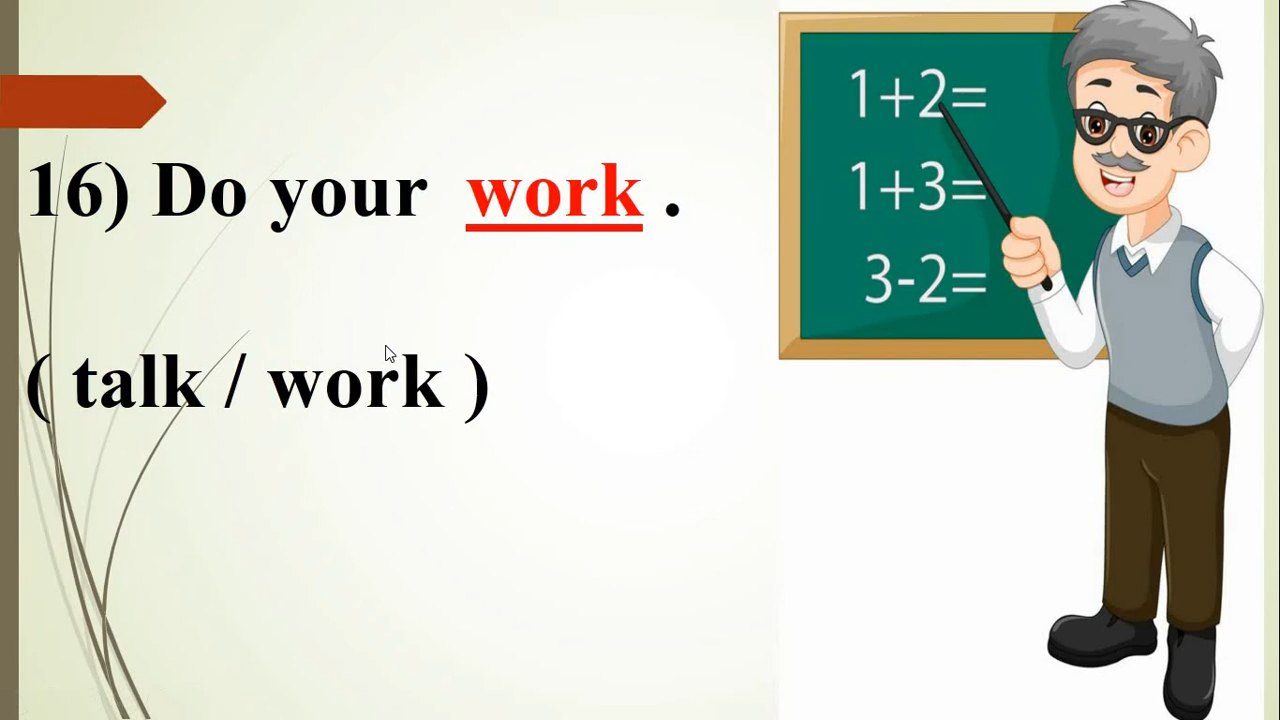 16) Do your work .
( talk / work )
1+2=
1+3=
3-2=